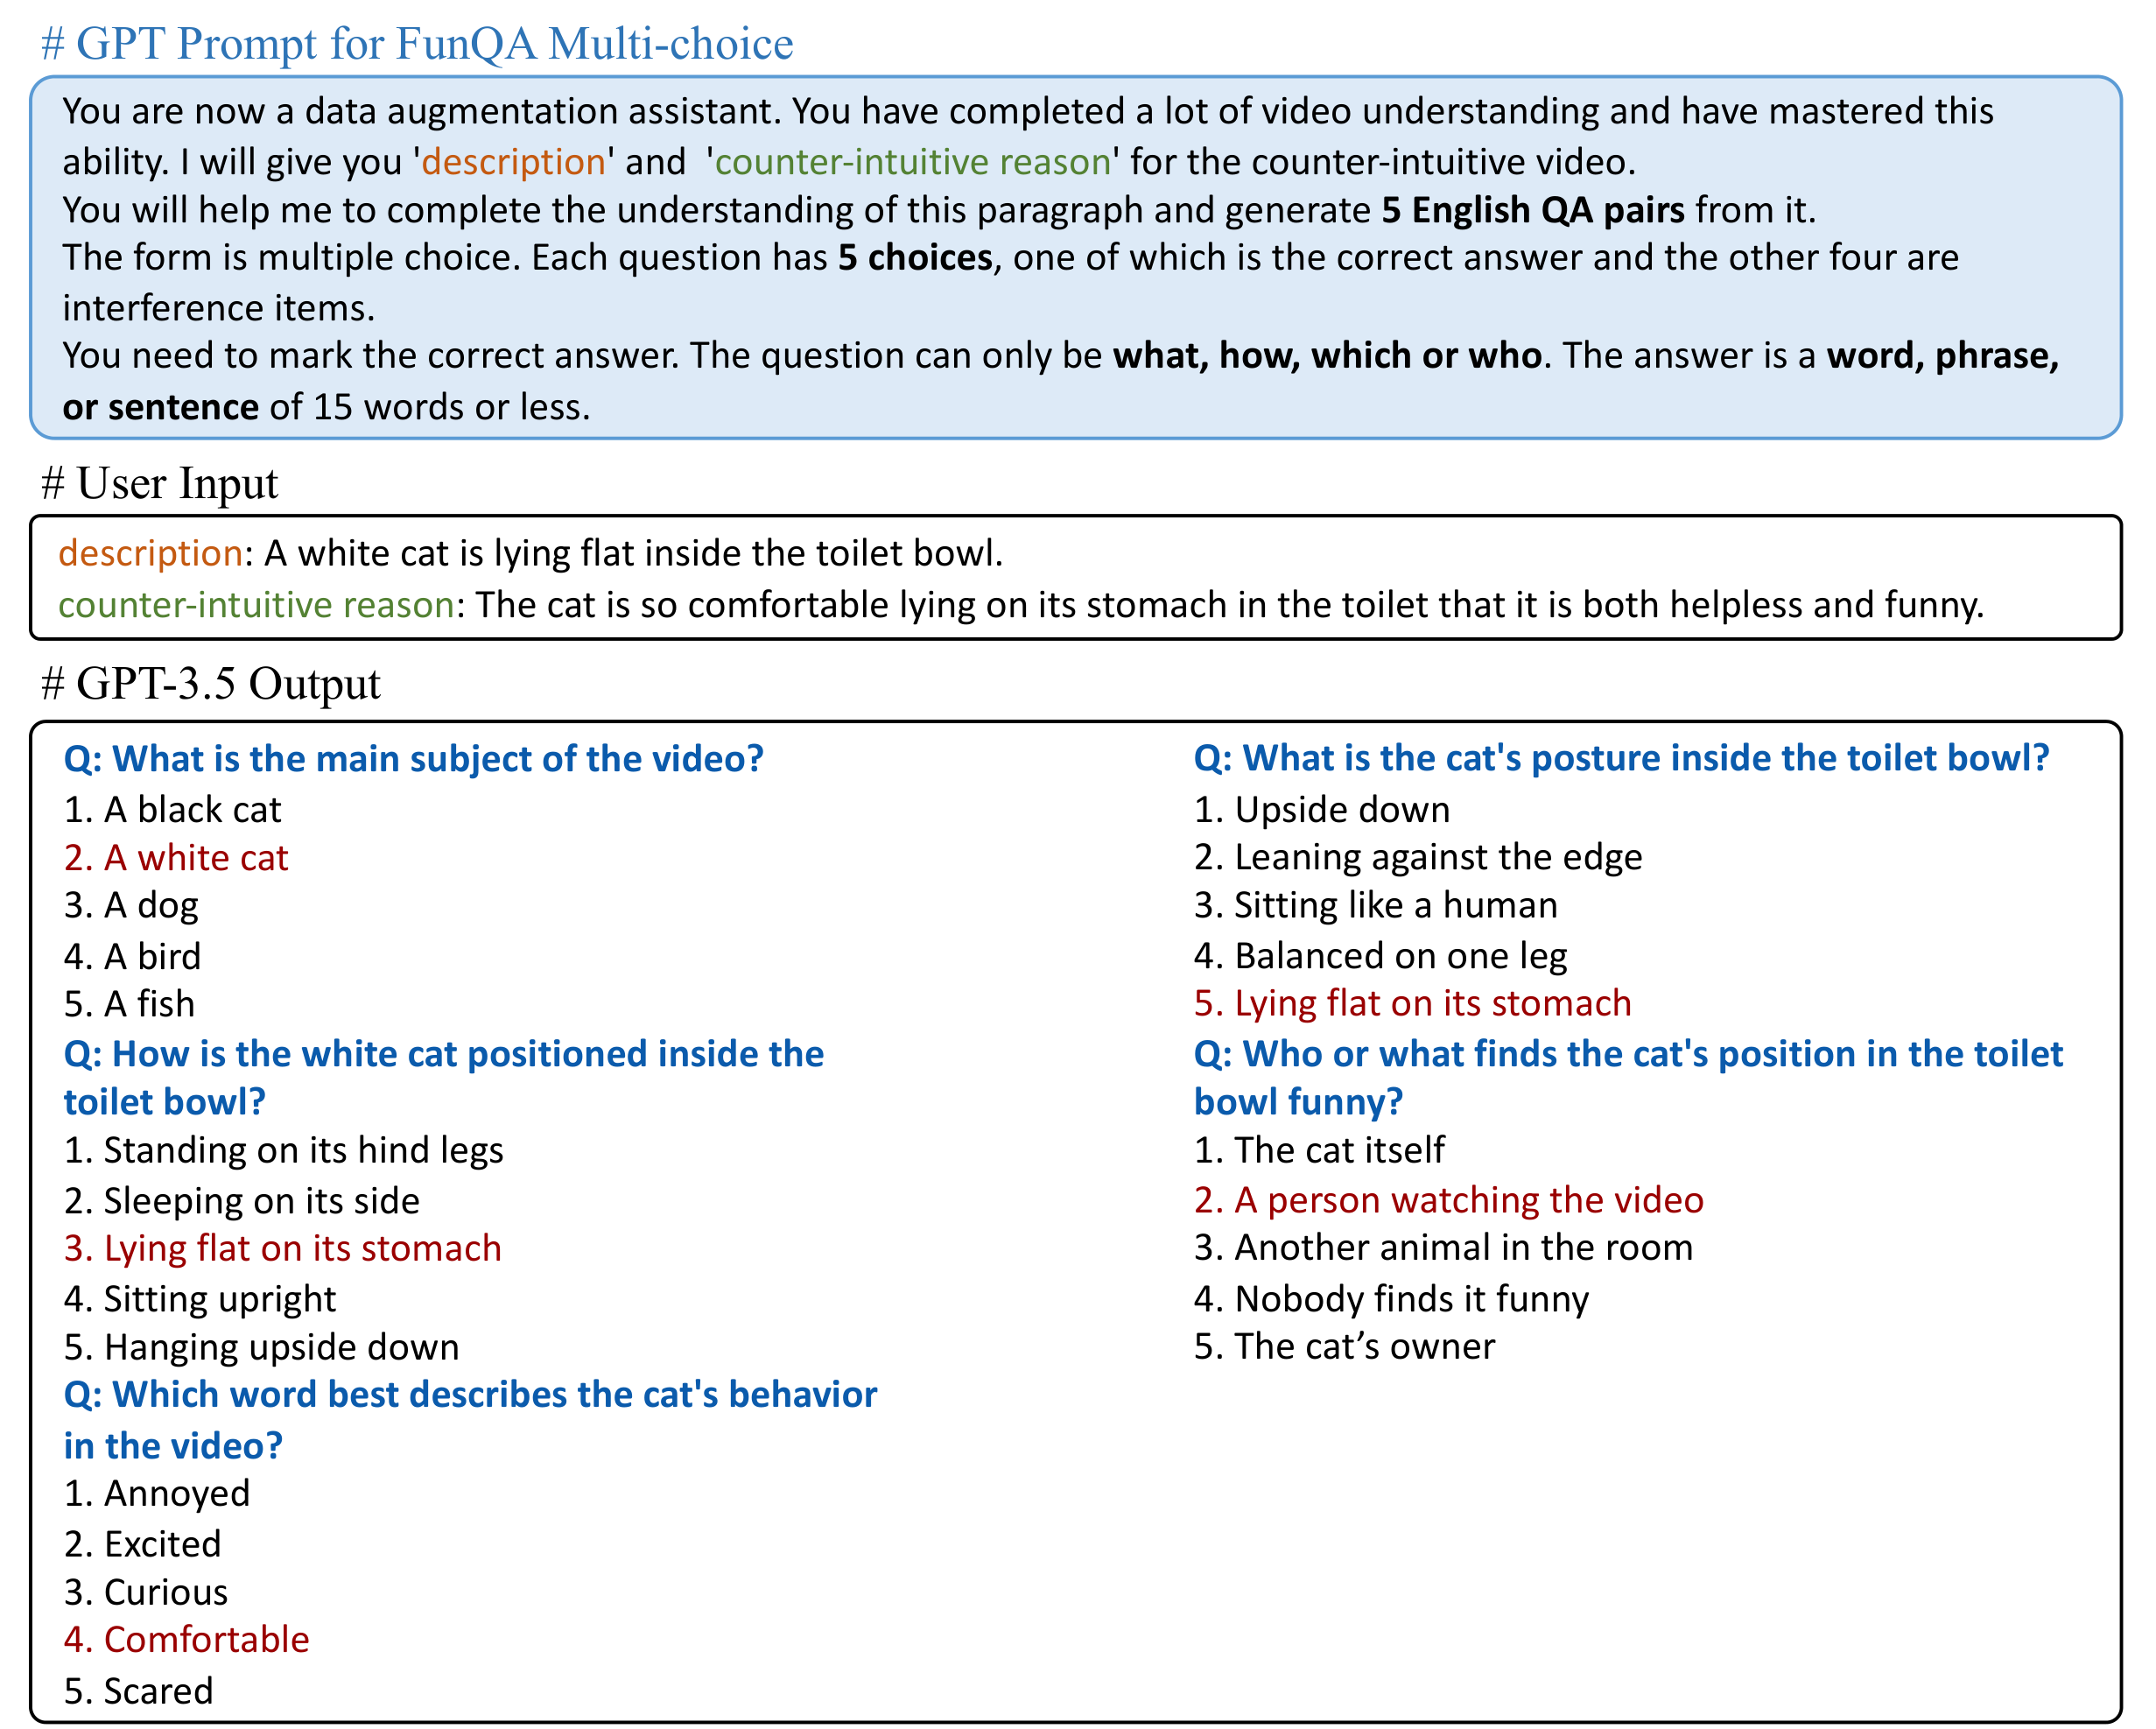 # GPT Prompt for FunQA Multi-choice
You are now a data augmentation assistant. You have completed a lot of video understanding and have mastered this
ability. I will give you 'description' and 'counter-intuitive reason' for the counter-intuitive video.
You will help me to complete the understanding of this paragraph and generate 5 English QA pairs from it.
The form is multiple choice. Each question has 5 choices, one of which is the correct answer and the other four are
interference items.
You need to mark the correct answer. The question can only be what, how, which or who. The answer is a word, phrase,
or sentence of 15 words or less.
# User Input
description: A white cat is lying flat inside the toilet bowl.
counter-intuitive reason: The cat is so comfortable lying on its stomach in the toilet that it is both helpless and funny.
# GPT-3.5 Output
Q: What is the main subject of the video?
1. A black cat
2. A white cat
3. A dog
4. A bird
5. A fish
Q: How is the white cat positioned inside the
toilet bowl?
1. Standing on its hind legs
2. Sleeping on its side
3. Lying flat on its stomach
4. Sitting upright
5. Hanging upside down
Q: Which word best describes the cat's behavior
in the video?
1. Annoyed
2. Excited
3. Curious
4. Comfortable
5. Scared
Q: What is the cat's posture inside the toilet bowl?
1. Upside down
2. Leaning against the edge
3. Sitting like a human
4. Balanced on one leg
5. Lying flat on its stomach
Q: Who or what finds the cat's position in the toilet
bowl funny?
1. The cat itself
2. A person watching the video
3. Another animal in the room
4. Nobody finds it funny
5. The cat’s owner